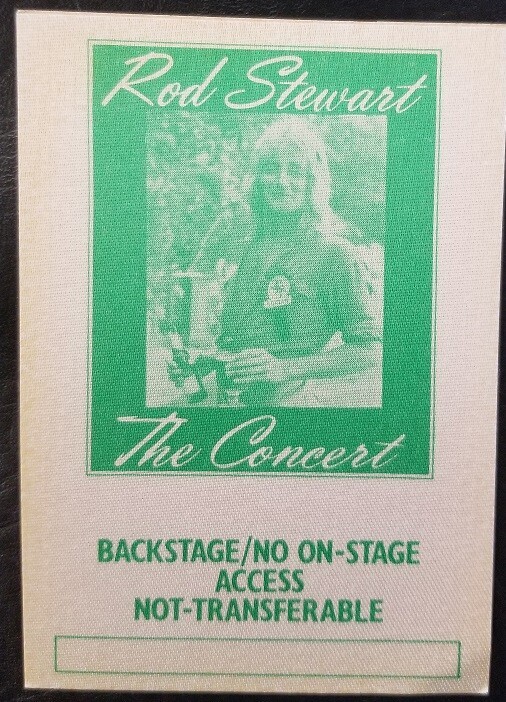 Rod Stewart
The Concert
BACKSTAGE/NO ON-STAGE
ACCESS
NOT-TRANSFERABLE